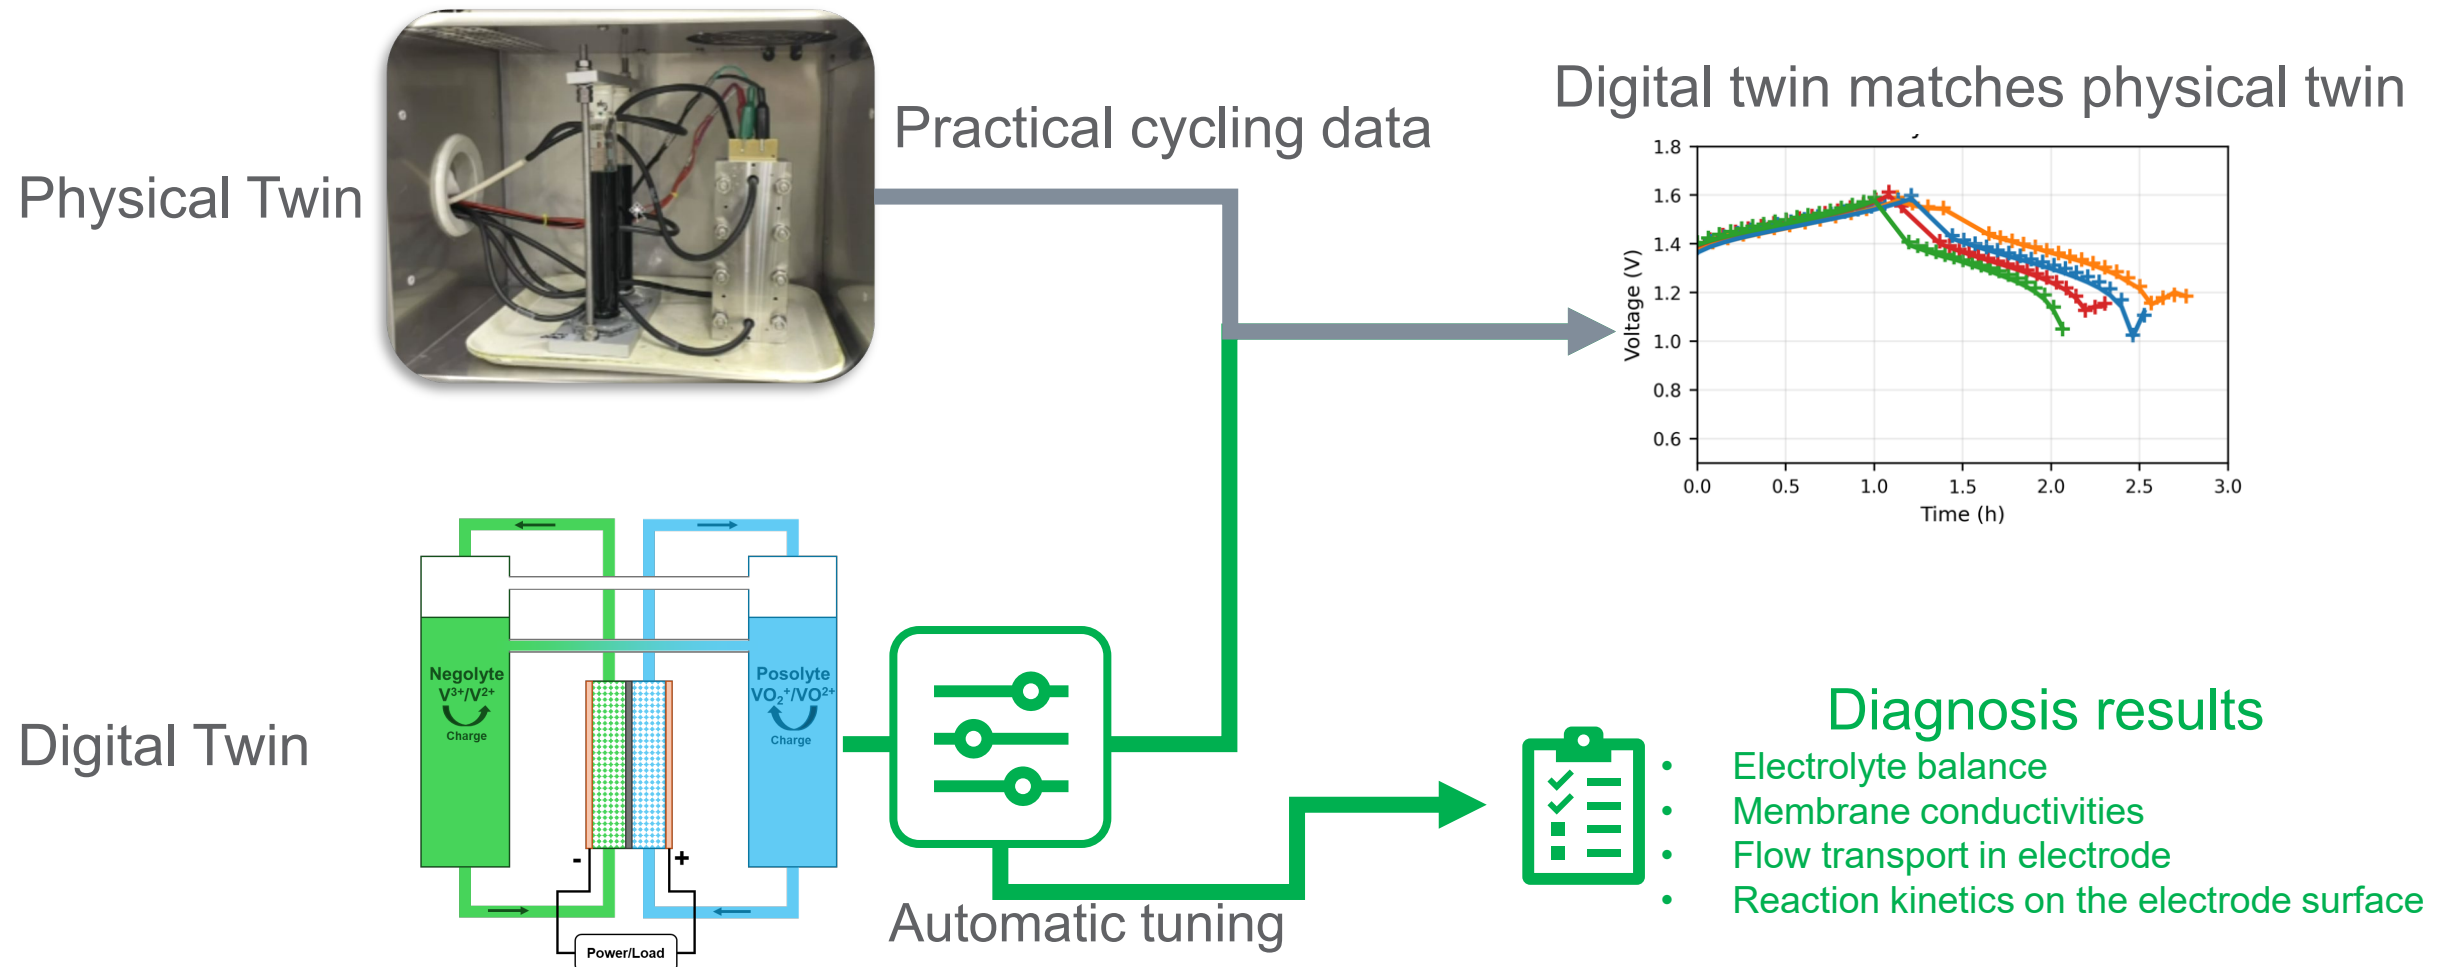 Physical Twin
Practical cycling data
Digital twin matches physical twin
1.8
1.6
1.4
1.2
1.0
0.8
0.6
Voltage (V)
0.0 0.5 1.0 1.5 2.0 2.5 3.0
Time (h)
Digital Twin
Negolyte
V³⁺/V²⁺
Charge
Posolyte
VO₂⁺/VO²⁺
Charge
- +
Power/Load
Automatic tuning
Diagnosis results
• Electrolyte balance
• Membrane conductivities
• Flow transport in electrode
• Reaction kinetics on the electrode surface